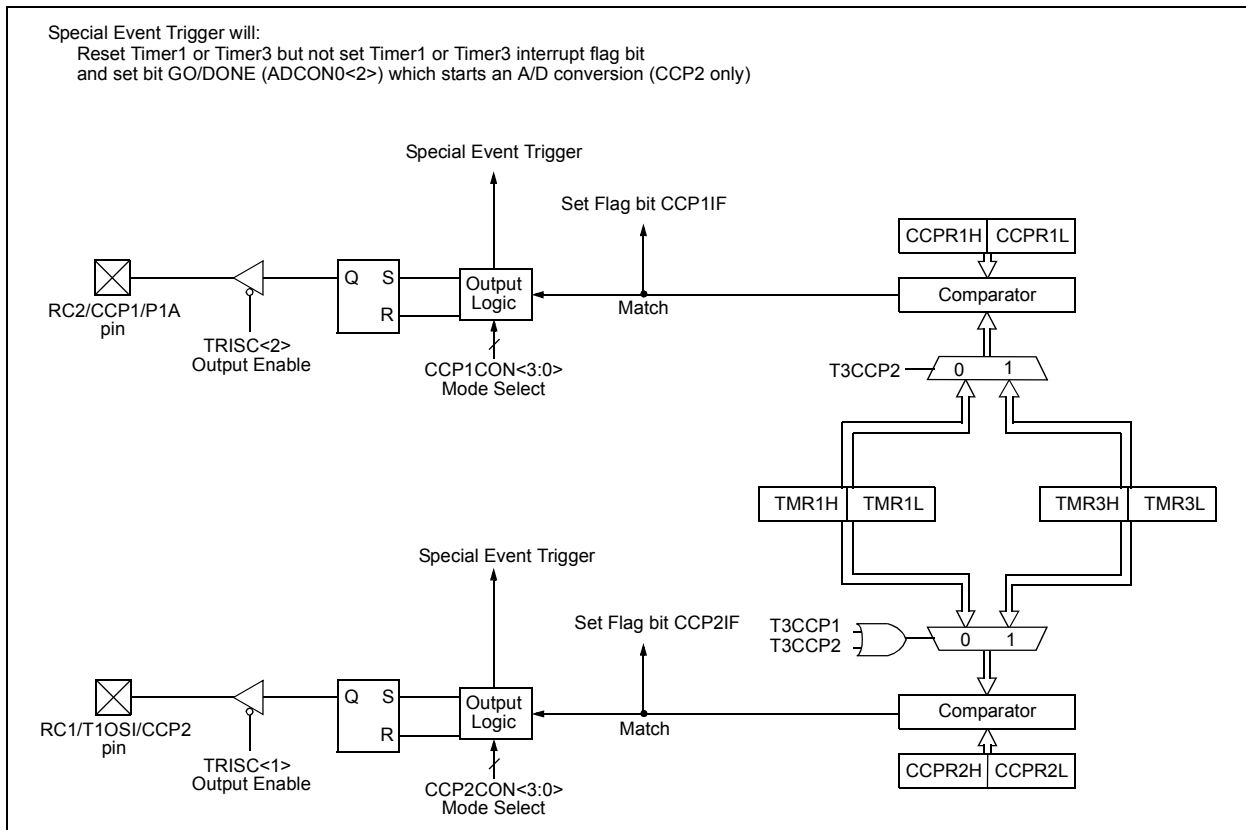 Special Event Trigger will:
Reset Timer1 or Timer3 but not set Timer1 or Timer3 interrupt flag bit
and set bit GO/DONE (ADCON0<2>) which starts an A/D conversion (CCP2 only)
Special Event Trigger
Set Flag bit CCP1IF
CCPR1H CCPR1L
Q S
R
Output
Logic
Comparator
Match
RC2/CCP1/P1A
pin
TRISC<2>
Output Enable
CCP1CON<3:0>
Mode Select
T3CCP2
0 1
TMR1H TMR1L
TMR3H TMR3L
Special Event Trigger
Set Flag bit CCP2IF
T3CCP1
T3CCP2
0 1
Q S
R
Output
Logic
Comparator
Match
RC1/T1OSI/CCP2
pin
TRISC<1>
Output Enable
CCP2CON<3:0>
Mode Select
CCPR2H CCPR2L